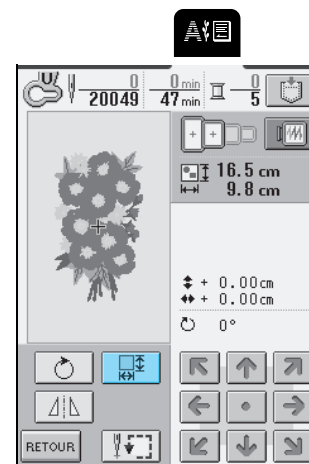 A
U
0 0 min 0
20049 47 min 5
16.5 cm
9.8 cm
+ 0.00cm
+ 0.00cm
0°
RETOUR